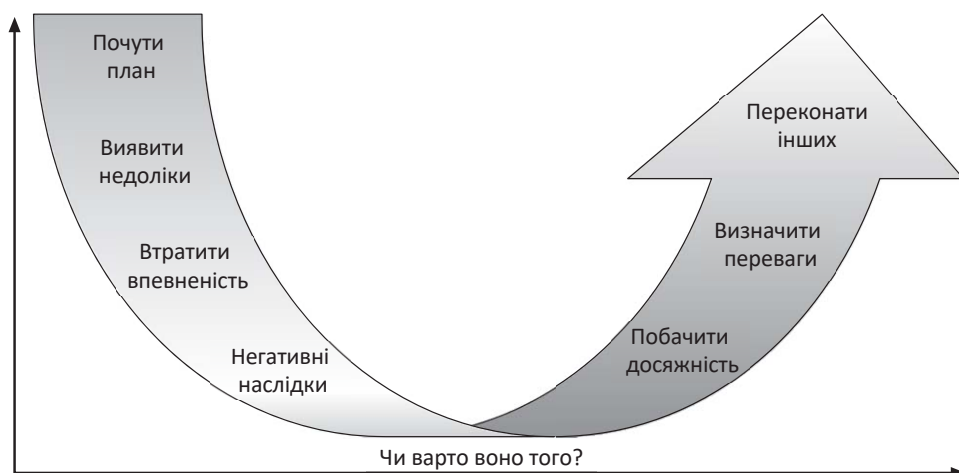 Почути
план
Виявити
недоліки
Втратити
впевненість
Негативні
наслідки
Чи варто воно того?
Побачити
досяжність
Визначити
переваги
Переконати
інших